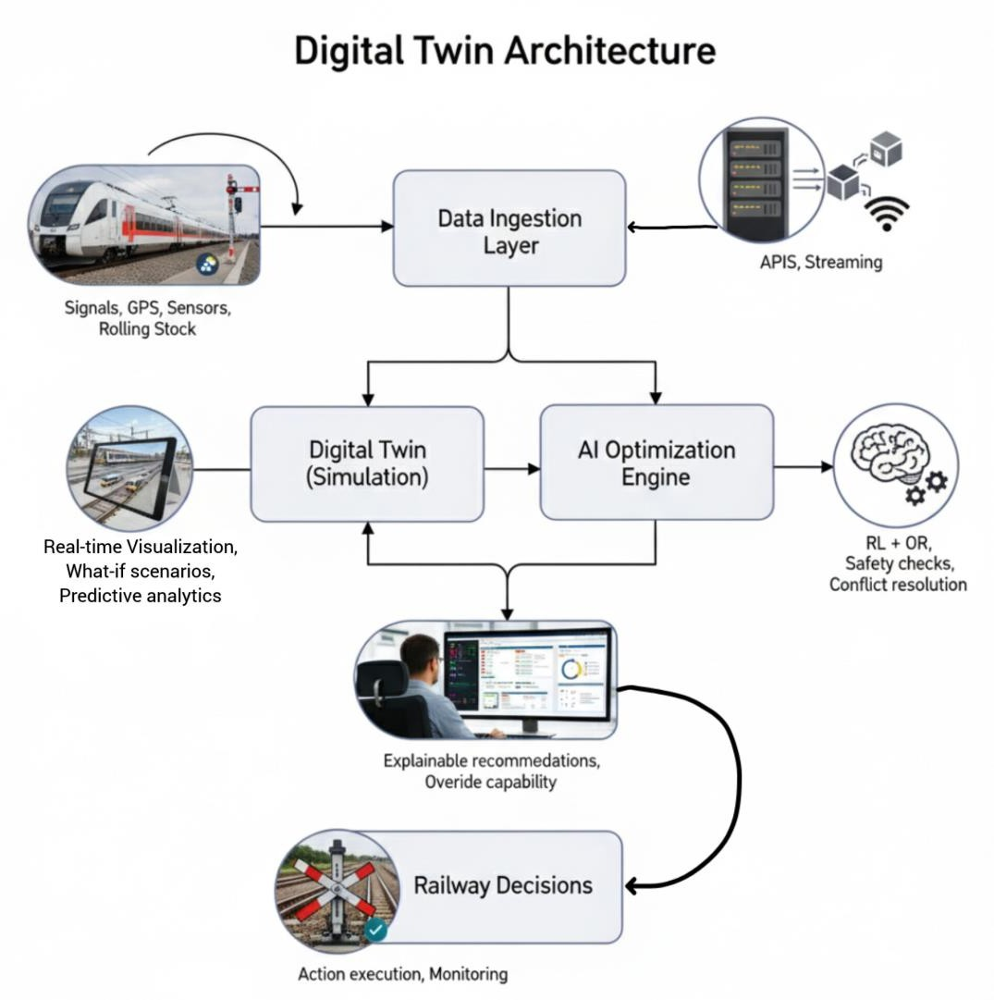 Digital Twin Architecture
Data Ingestion
Layer
APIS, Streaming
Signals, GPS, Sensors,
Rolling Stock
Digital Twin
(Simulation)
AI Optimization
Engine
Real-time Visualization,
What-if scenarios,
Predictive analytics
RL + OR,
Safety checks,
Conflict resolution
Explainable recommedations,
Overide capability
Railway Decisions
Action execution, Monitoring